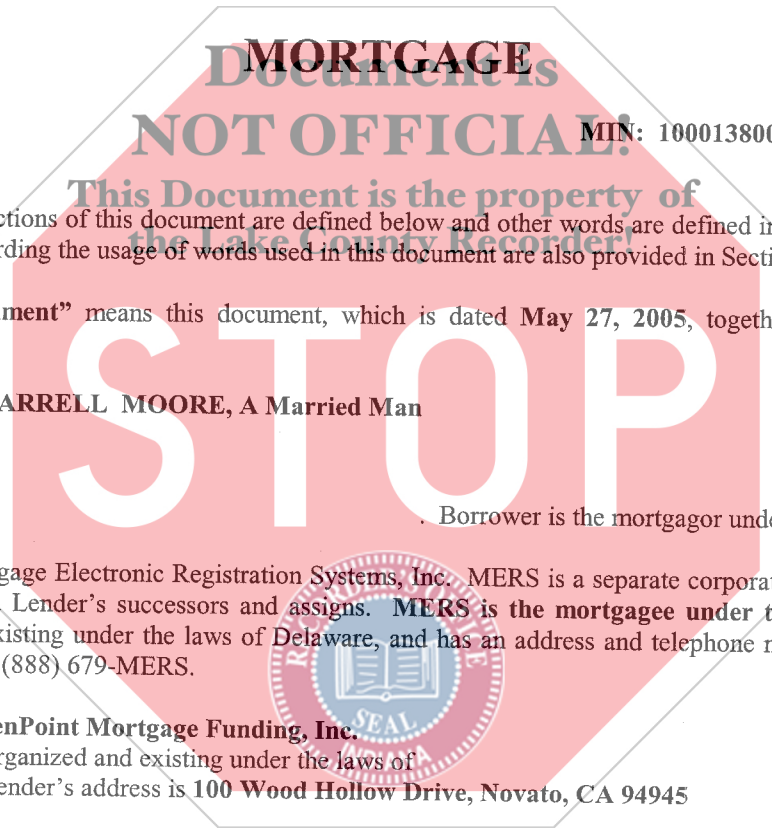 MORTGAGE
Document is
NOT OFFICIAL!
MIN: 100013800
This Document is the property of
the Lake County Recorder!
ctions of this document are defined below and other words are defined in
rding the usage of words used in this document are also provided in Secti
ment” means this document, which is dated May 27, 2005, togeth
ARRELL MOORE, A Married Man
. Borrower is the mortgagor unde
STOP
gage Electronic Registration Systems, Inc. MERS is a separate corporat
Lender’s successors and assigns. MERS is the mortgagee under t
xisting under the laws of Delaware, and has an address and telephone n
(888) 679-MERS.
enPoint Mortgage Funding, Inc.
rganized and existing under the laws of
ender’s address is 100 Wood Hollow Drive, Novato, CA 94945
RECORDER
SEAL
INDIANA